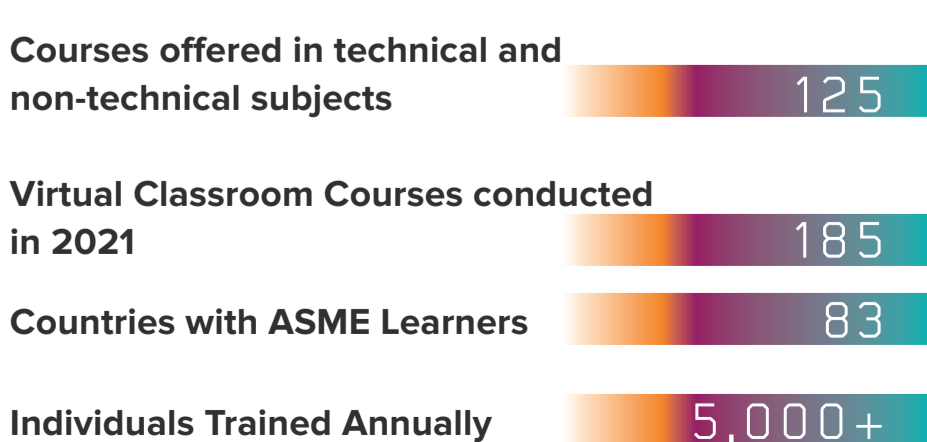 Courses offered in technical and
non-technical subjects
125
Virtual Classroom Courses conducted
in 2021
185
Countries with ASME Learners
83
Individuals Trained Annually
5,000+